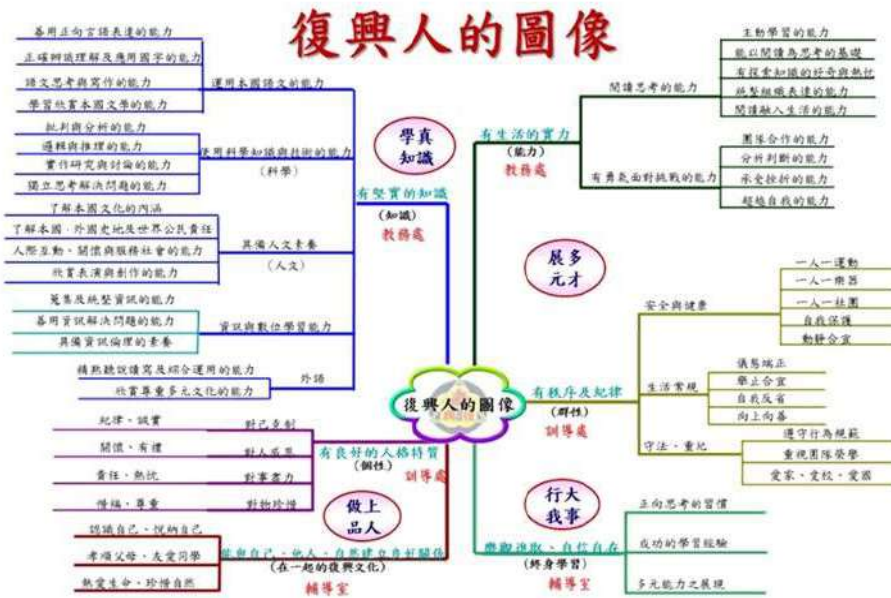 復興人的圖像
善用正向言語表達的能力
正確辨識理解及應用國字的能力
語文思考與寫作的能力
學習欣賞本國文學的能力
運用本國語文的能力
批判與分析的能力
邏輯與推理的能力
實作研究與討論的能力
獨立思考解決問題的能力
使用科學知識與技術的能力
(科學)
了解本國文化的內涵
了解本國、外國史地及世界公民責任
人際互動、關懷與服務社會的能力
欣賞表演與創作的能力
具備人文素養
(人文)
蒐集及統整資訊的能力
善用資訊解決問題的能力
具備資訊倫理的素養
資訊與數位學習能力
精熟聽說讀寫及綜合運用的能力
欣賞尊重多元文化的能力
外語
有堅實的知識
(知識)
教務處
學真
知識
主動學習的能力
能以閱讀為思考的基礎
有探索知識的好奇與熱忱
統整組織表達的能力
閱讀融入生活的能力
閱讀思考的能力
團隊合作的能力
分析判斷的能力
承受挫折的能力
超越自我的能力
有勇氣面對挑戰的能力
有生活的實力
(能力)
教務處
展多
元才
一人一運動
一人一樂器
一人一社團
自我保護
動靜合宜
安全與健康
儀態端正
舉止合宜
自我反省
向上向善
生活常規
遵守行為規範
重視團隊榮譽
愛家、愛校、愛國
守法、重紀
有秩序及紀律
(群性)
訓導處
復興人的圖像
紀律、誠實
對己克制
關懷、有禮
責任、熱忱
對事盡力
惜福、尊重
對物珍惜
有良好的人格特質
(個性)
訓導處
做上
品人
認識自己、悅納自己
孝順父母、友愛同學
熱愛生命、珍惜自然
能與自己、他人、自然建立良好關係
(在一起的復興文化)
輔導室
行大
我事
正向思考的習慣
成功的學習經驗
多元能力之展現
樂觀進取、自信自在
(終身學習)
輔導室